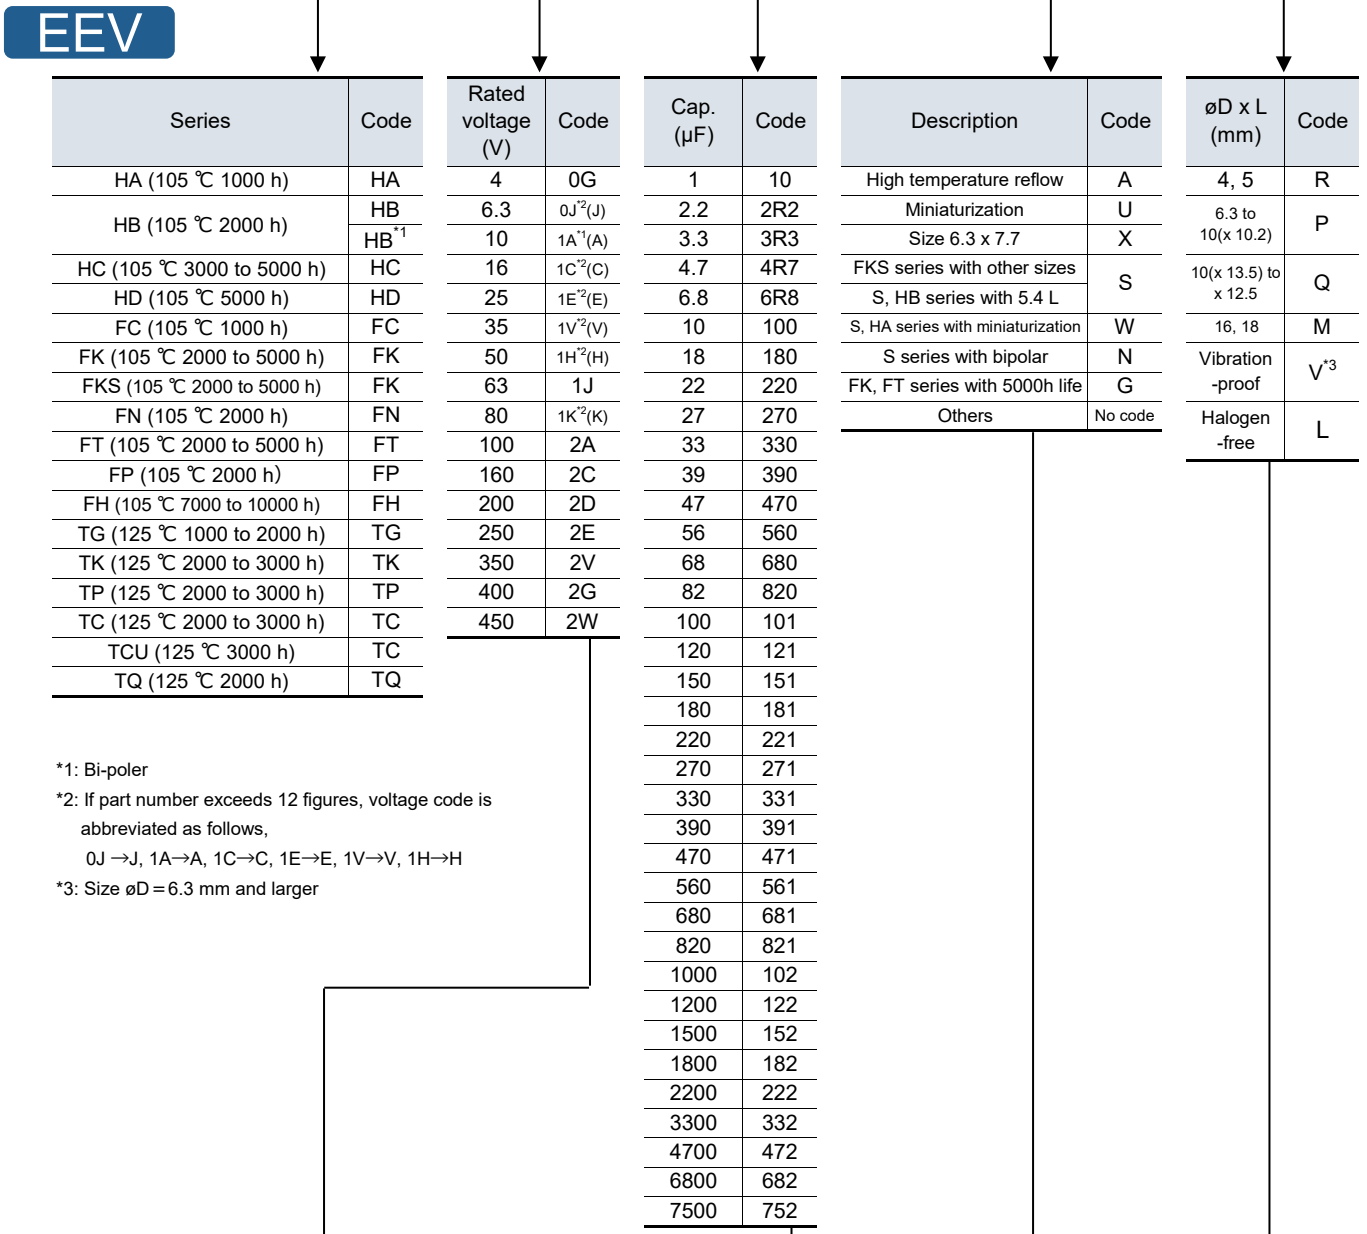 EEV
Series Code
HA (105 ℃ 1000 h) HA
HB (105 ℃ 2000 h) HB
HB*1
HC (105 ℃ 3000 to 5000 h) HC
HD (105 ℃ 5000 h) HD
FC (105 ℃ 1000 h) FC
FK (105 ℃ 2000 to 5000 h) FK
FKS (105 ℃ 2000 to 5000 h) FK
FN (105 ℃ 2000 h) FN
FT (105 ℃ 2000 to 5000 h) FT
FP (105 ℃ 2000 h) FP
FH (105 ℃ 7000 to 10000 h) FH
TG (125 ℃ 1000 to 2000 h) TG
TK (125 ℃ 2000 to 3000 h) TK
TP (125 ℃ 2000 to 3000 h) TP
TC (125 ℃ 2000 to 3000 h) TC
TCU (125 ℃ 3000 h) TC
TQ (125 ℃ 2000 h) TQ
Rated
voltage
(V)
Code
4 0G
6.3 0J*2(J)
10 1A*1(A)
16 1C*2(C)
25 1E*2(E)
35 1V*2(V)
50 1H*2(H)
63 1J
80 1K*2(K)
100 2A
160 2C
200 2D
250 2E
350 2V
400 2G
450 2W
Cap.
(μF)
Code
1 10
2.2 2R2
3.3 3R3
4.7 4R7
6.8 6R8
10 100
18 180
22 220
27 270
33 330
39 390
47 470
56 560
68 680
82 820
100 101
120 121
150 151
180 181
220 221
270 271
330 331
390 391
470 471
560 561
680 681
820 821
1000 102
1200 122
1500 152
1800 182
2200 222
3300 332
4700 472
6800 682
7500 752
Description Code
High temperature reflow A
Miniaturization U
Size 6.3 x 7.7 X
FKS series with other sizes S
S, HB series with 5.4 L
S, HA series with miniaturization W
S series with bipolar N
FK, FT series with 5000h life G
Others No code
øD x L
(mm)
Code
4, 5 R
6.3 to
10(x 10.2)
P
10(x 13.5) to
x 12.5
Q
16, 18 M
Vibration
-proof
V*3
Halogen
-free
L
*1: Bi-poler
*2: If part number exceeds 12 figures, voltage code is
abbreviated as follows,
0J →J, 1A→A, 1C→C, 1E→E, 1V→V, 1H→H
*3: Size øD＝6.3 mm and larger